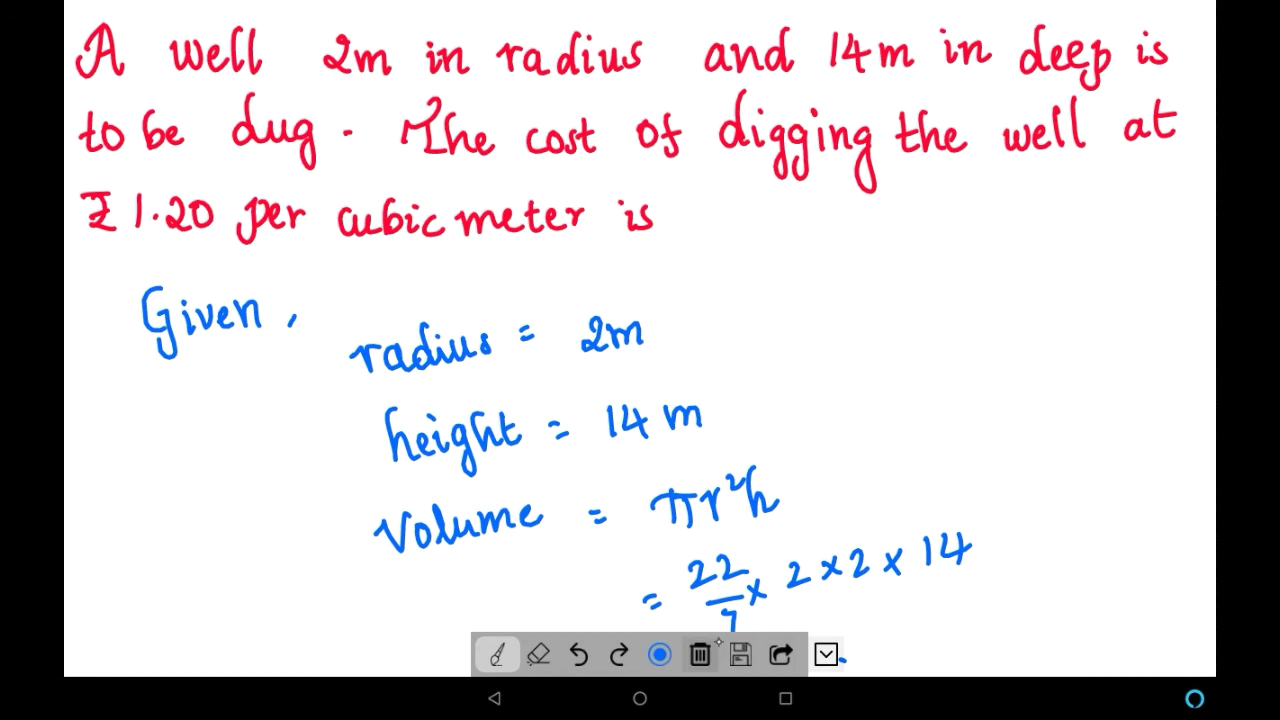 A well 2m in radius and 14m in deep is
to be dug. The cost of digging the well at
₹1.20 per cubic meter is
Given,
radius = 2m
height = 14 m
Volume = πr²h
= 22/7 × 2 × 2 × 14